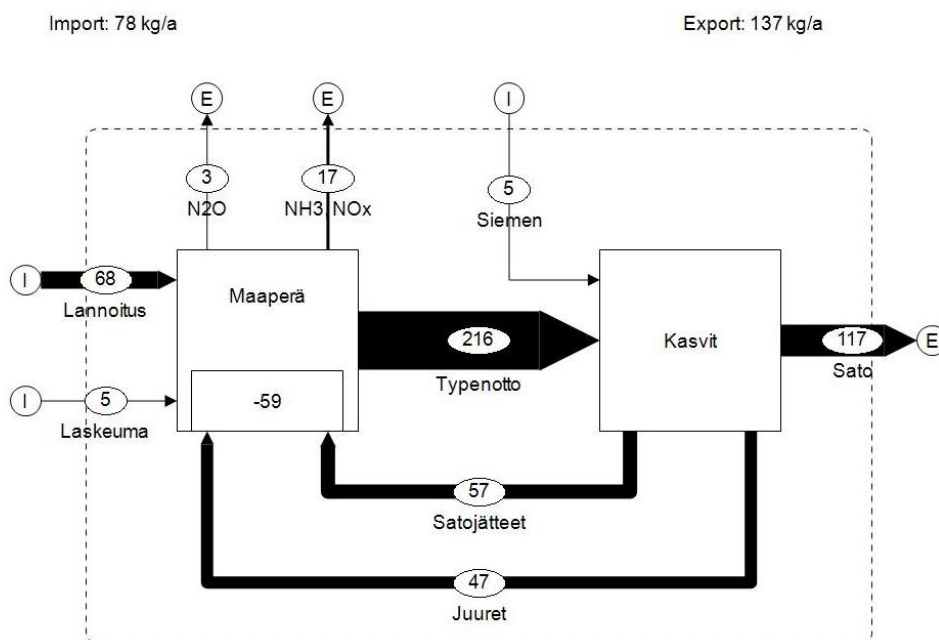 Import: 78 kg/a
Export: 137 kg/a
E
E
I
3
N2O
17
NH3, NOx
5
Siemen
I
68
Lannoitus
Maaperä
216
Typenotto
Kasvit
117
Sato
E
I
5
Laskeuma
-59
57
Satojätteet
47
Juuret